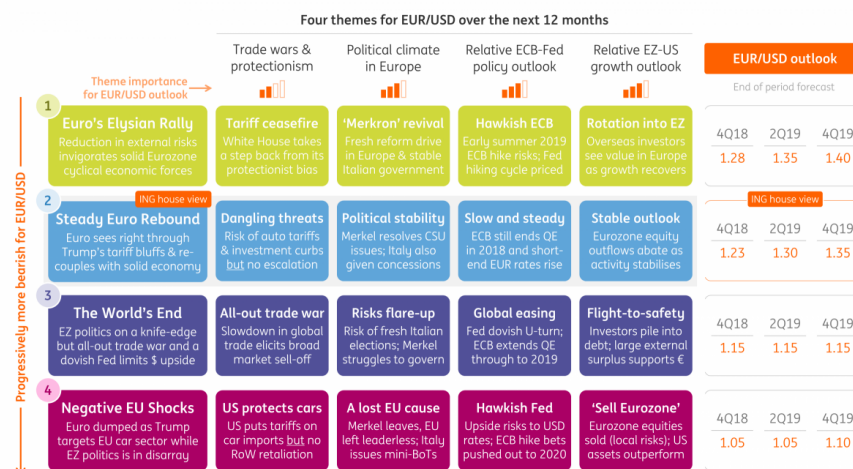 Four themes for EUR/USD over the next 12 months
Trade wars &
protectionism
Political climate
in Europe
Relative ECB-Fed
policy outlook
Relative EZ-US
growth outlook
EUR/USD outlook
End of period forecast
Theme importance
for EUR/USD outlook
Progressively more bearish for EUR/USD
1
Euro's Elysian Rally
Reduction in external risks
invigorates solid Eurozone
cyclical economic forces
Tariff ceasefire
White House takes
a step back from its
protectionist bias
'Merkron' revival
Fresh reform drive
in Europe & stable
Italian government
Hawkish ECB
Early summer 2019
ECB hike risks; Fed
hiking cycle priced
Rotation into EZ
Overseas investors
see value in Europe
as growth recovers
4Q18 2Q19 4Q19
1.28 1.35 1.40
2
ING house view
Steady Euro Rebound
Euro sees right through
Trump's tariff bluffs & re-
couples with solid economy
Dangling threats
Risk of auto tariffs
& investment curbs
but no escalation
Political stability
Merkel resolves CSU
issues; Italy also
given concessions
Slow and steady
ECB still ends QE
in 2018 and short-
end EUR rates rise
Stable outlook
Eurozone equity
outflows abate as
activity stabilises
ING house view
4Q18 2Q19 4Q19
1.23 1.30 1.35
3
The World's End
EZ politics on a knife-edge
but all-out trade war and a
dovish Fed limits $ upside
All-out trade war
Slowdown in global
trade elicits broad
market sell-off
Risks flare-up
Risk of fresh Italian
elections; Merkel
struggles to govern
Global easing
Fed dovish U-turn;
ECB extends QE
through to 2019
Flight-to-safety
Investors pile into
debt; large external
surplus supports €
4Q18 2Q19 4Q19
1.15 1.15 1.15
4
Negative EU Shocks
Euro dumped as Trump
targets EU car sector while
EZ politics is in disarray
US protects cars
US puts tariffs on
car imports but no
RoW retaliation
A lost EU cause
Merkel leaves, EU
left leaderless; Italy
issues mini-BoTs
Hawkish Fed
Upside risks to USD
rates; ECB hike bets
pushed out to 2020
'Sell Eurozone'
Eurozone equities
sold (local risks); US
assets outperform
4Q18 2Q19 4Q19
1.05 1.05 1.10